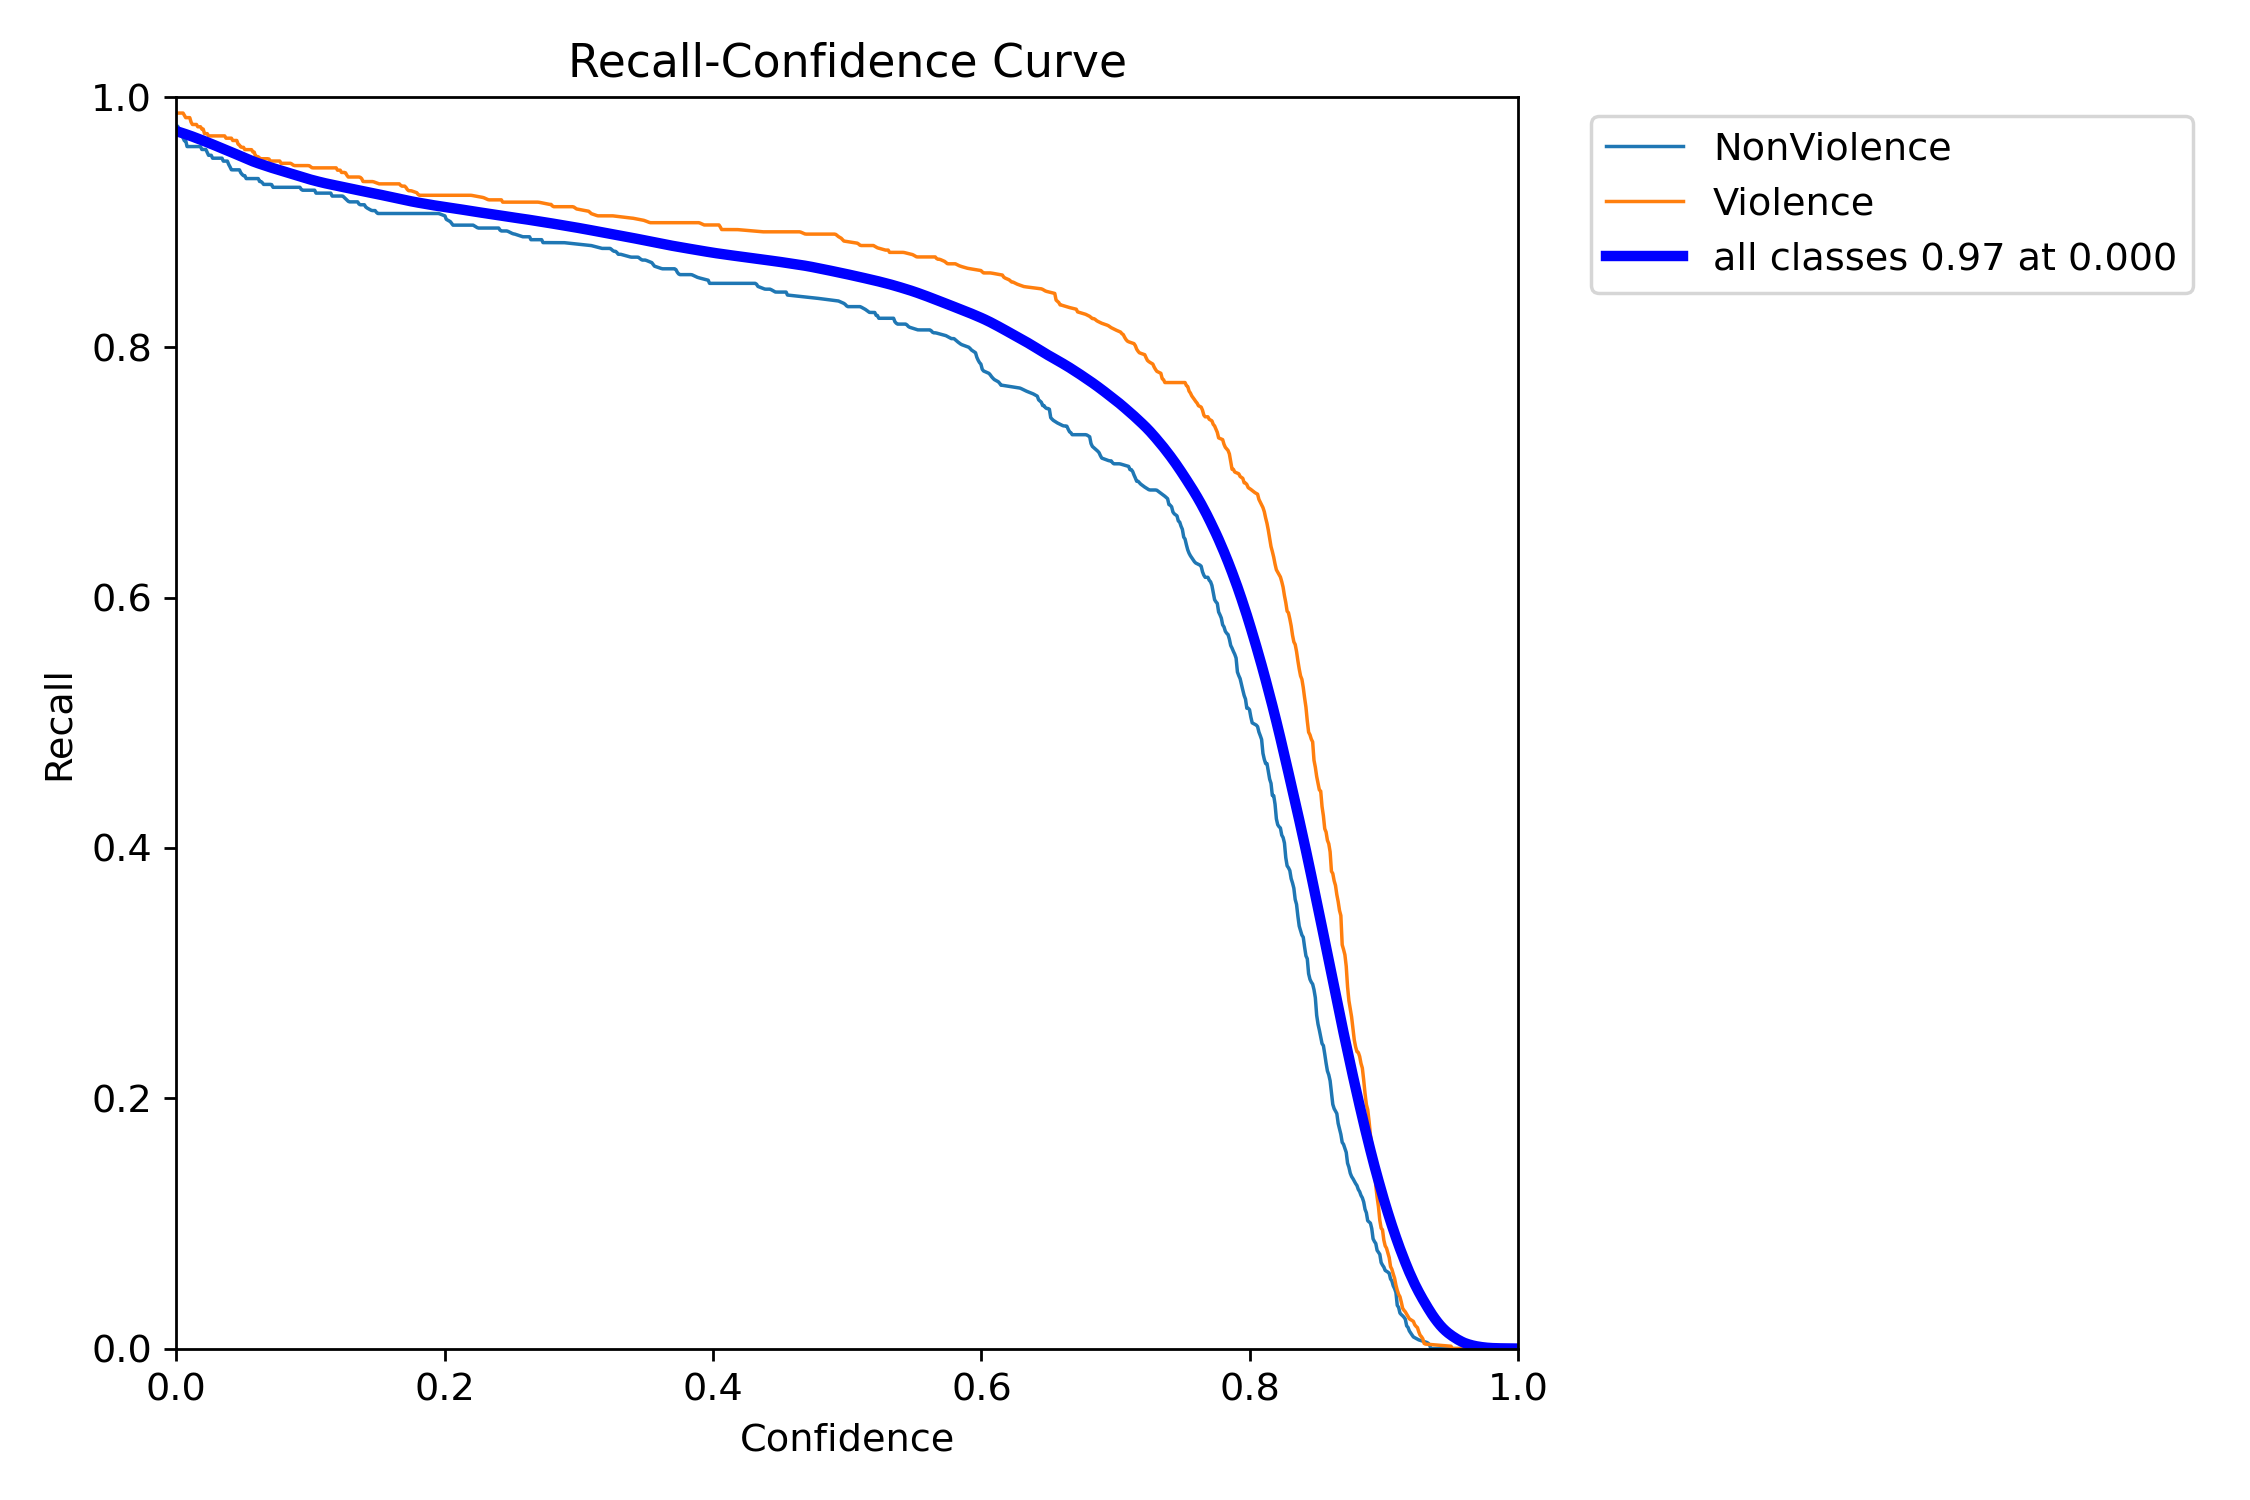 Recall-Confidence Curve
1.0
0.8
0.6
0.4
0.2
0.0
Recall
0.0 0.2 0.4 0.6 0.8 1.0
Confidence
NonViolence
Violence
all classes 0.97 at 0.000